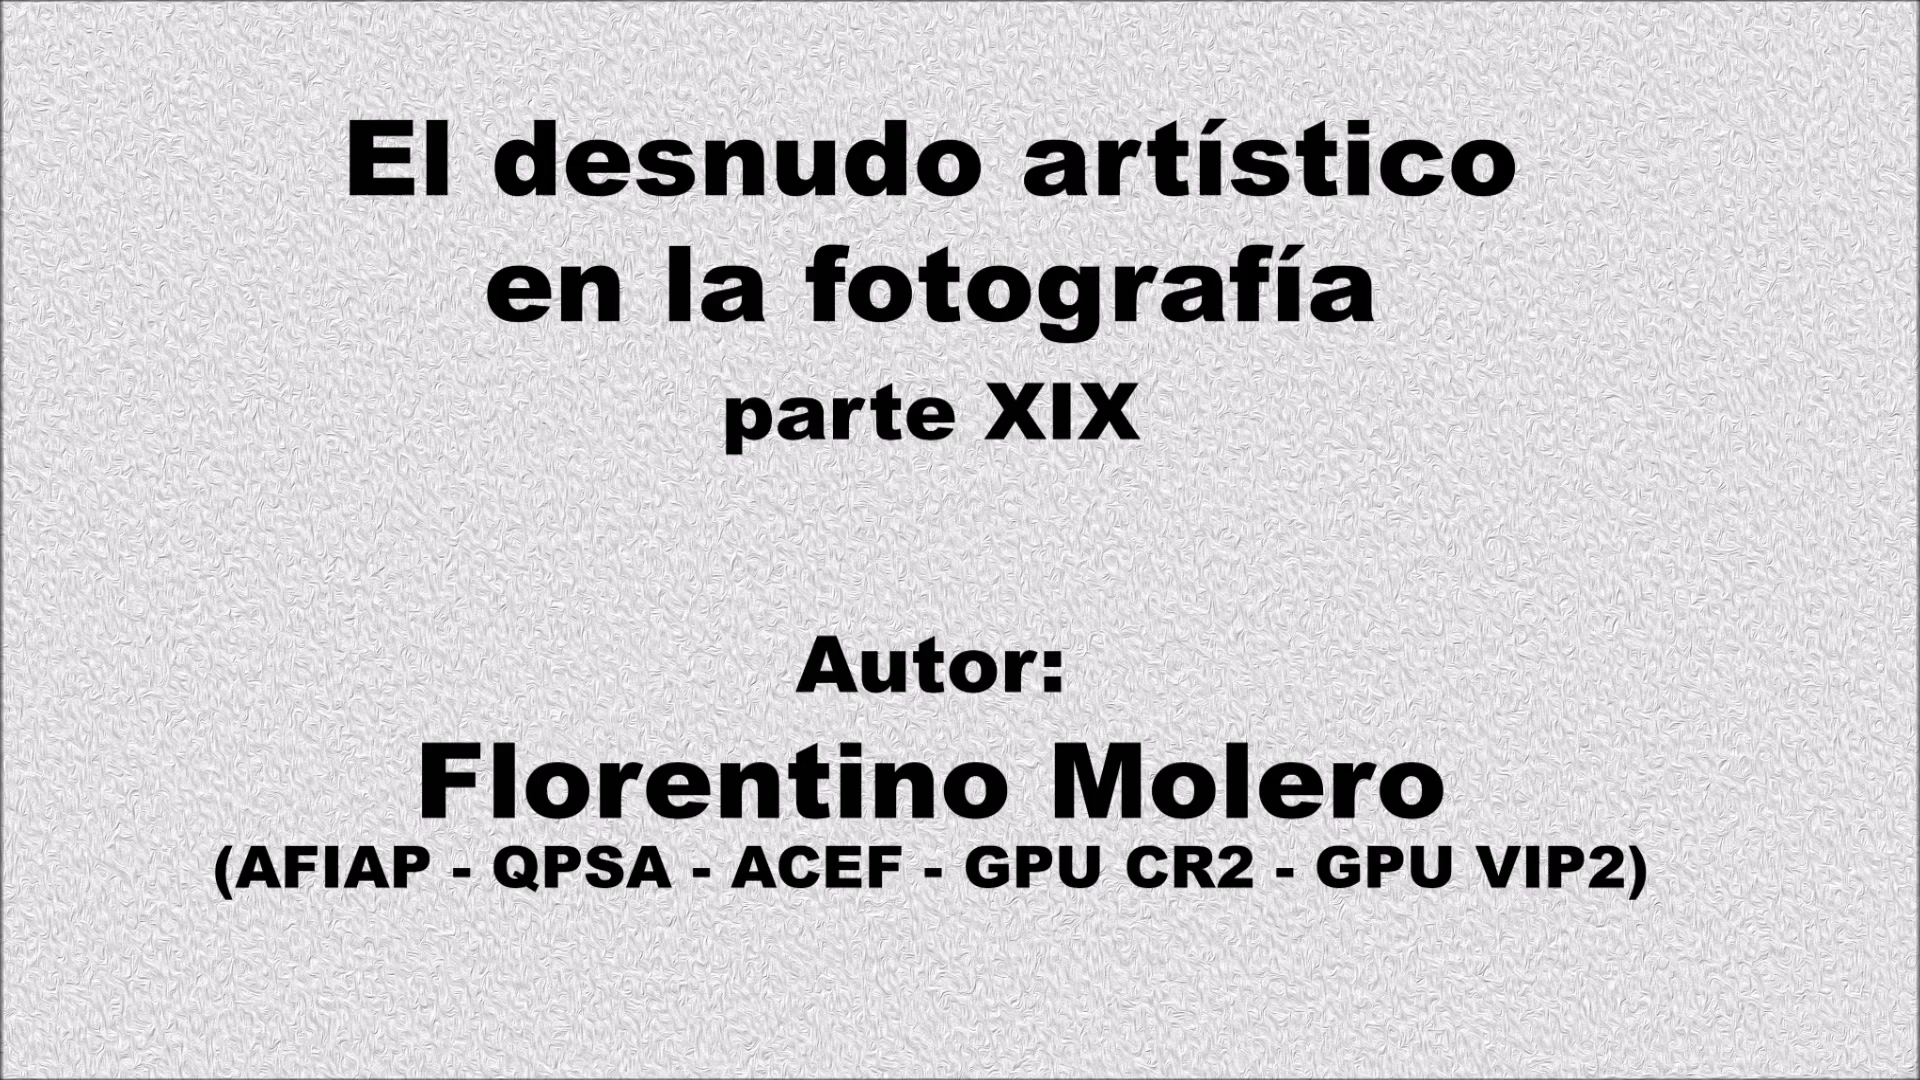 El desnudo artístico
en la fotografía
parte XIX
Autor:
Florentino Molero
(AFIAP - QPSA - ACEF - GPU CR2 - GPU VIP2)